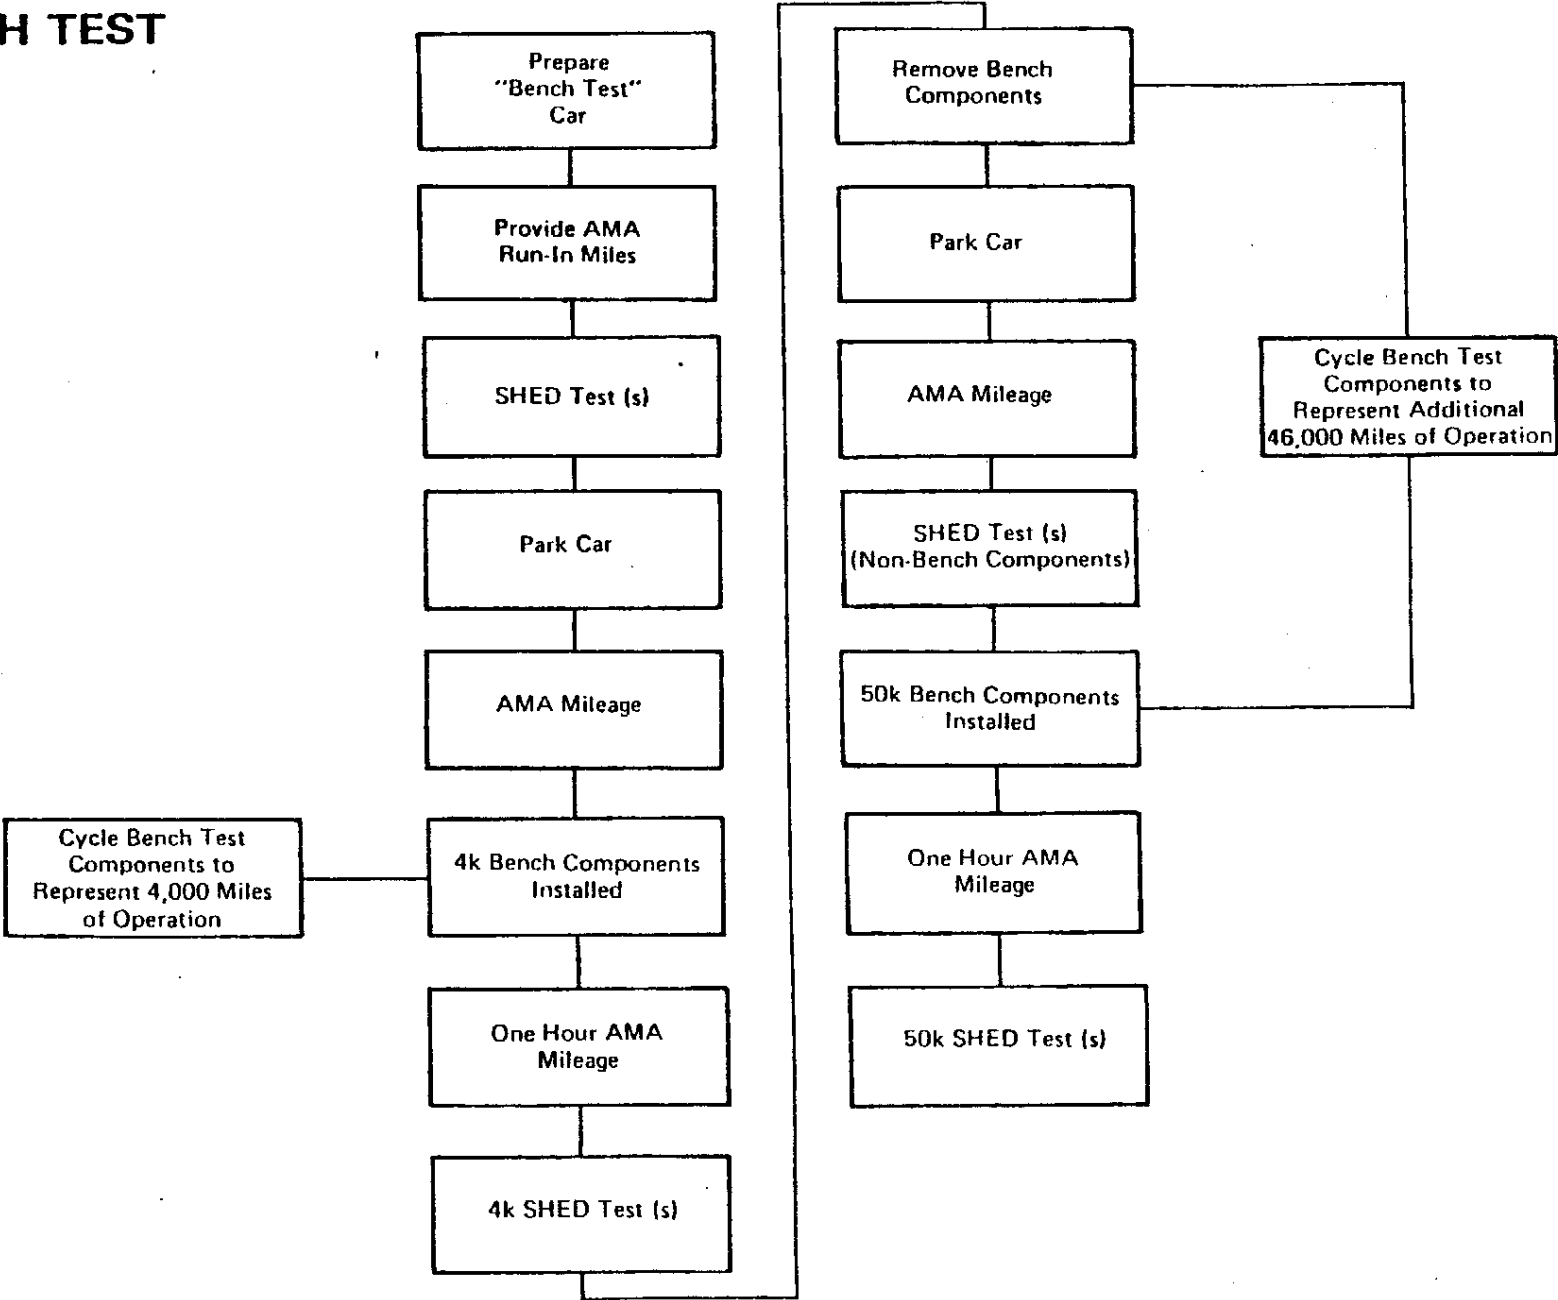 H TEST
Prepare
"Bench Test"
Car
Provide AMA
Run-In Miles
SHED Test (s)
Park Car
AMA Mileage
Cycle Bench Test
Components to
Represent 4,000 Miles
of Operation
4k Bench Components
Installed
One Hour AMA
Mileage
4k SHED Test (s)
Remove Bench
Components
Park Car
AMA Mileage
Cycle Bench Test
Components to
Represent Additional
46,000 Miles of Operation
SHED Test (s)
(Non-Bench Components)
50k Bench Components
Installed
One Hour AMA
Mileage
50k SHED Test (s)